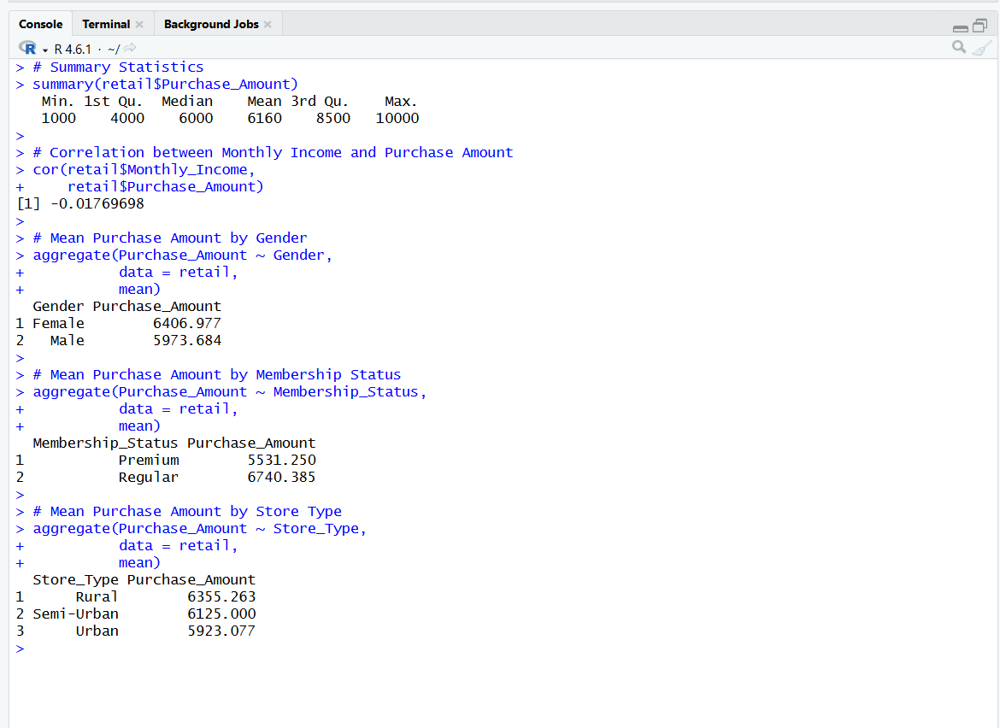 Console Terminal Background Jobs
R 4.6.1 · ~/
> # Summary Statistics
> summary(retail$Purchase_Amount)
   Min. 1st Qu.  Median    Mean 3rd Qu.    Max.
   1000    4000    6000    6160    8500   10000
>
> # Correlation between Monthly Income and Purchase Amount
> cor(retail$Monthly_Income,
+     retail$Purchase_Amount)
[1] -0.01769698
>
> # Mean Purchase Amount by Gender
> aggregate(Purchase_Amount ~ Gender,
+           data = retail,
+           mean)
  Gender Purchase_Amount
1 Female        6406.977
2   Male        5973.684
>
> # Mean Purchase Amount by Membership Status
> aggregate(Purchase_Amount ~ Membership_Status,
+           data = retail,
+           mean)
  Membership_Status Purchase_Amount
1           Premium        5531.250
2           Regular        6740.385
>
> # Mean Purchase Amount by Store Type
> aggregate(Purchase_Amount ~ Store_Type,
+           data = retail,
+           mean)
  Store_Type Purchase_Amount
1      Rural        6355.263
2 Semi-Urban        6125.000
3      Urban        5923.077
>